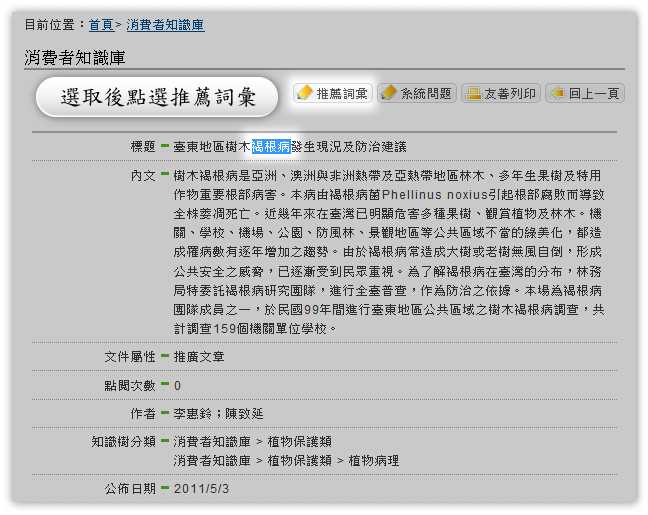 目前位置：首頁> 消費者知識庫
消費者知識庫
選取後點選推薦詞彙
推薦詞彙 系統問題 友善列印 回上一頁
標題 臺東地區樹木褐根病發生現況及防治建議
內文 樹木褐根病是亞洲、澳洲與非洲熱帶及亞熱帶地區林木、多年生果樹及特用
作物重要根部病害。本病由褐根病菌Phellinus noxius引起根部腐敗而導致
全株萎凋死亡。近幾年來在臺灣已明顯危害多種果樹、觀賞植物及林木。機
關、學校、機場、公園、防風林、景觀地區等公共區域不當的綠美化，都造
成罹病數有逐年增加之趨勢。由於褐根病常造成大樹或老樹無風自倒，形成
公共安全之威脅，已逐漸受到民眾重視。為了解褐根病在臺灣的分布，林務
局特委託褐根病研究團隊，進行全臺普查，作為防治之依據。本場為褐根病
團隊成員之一，於民國99年間進行臺東地區公共區域之樹木褐根病調查，共
計調查159個機關單位學校。
文件屬性 推廣文章
點閱次數 0
作者 李惠鈴；陳致延
知識樹分類 消費者知識庫 > 植物保護類
消費者知識庫 > 植物保護類 > 植物病理
公佈日期 2011/5/3